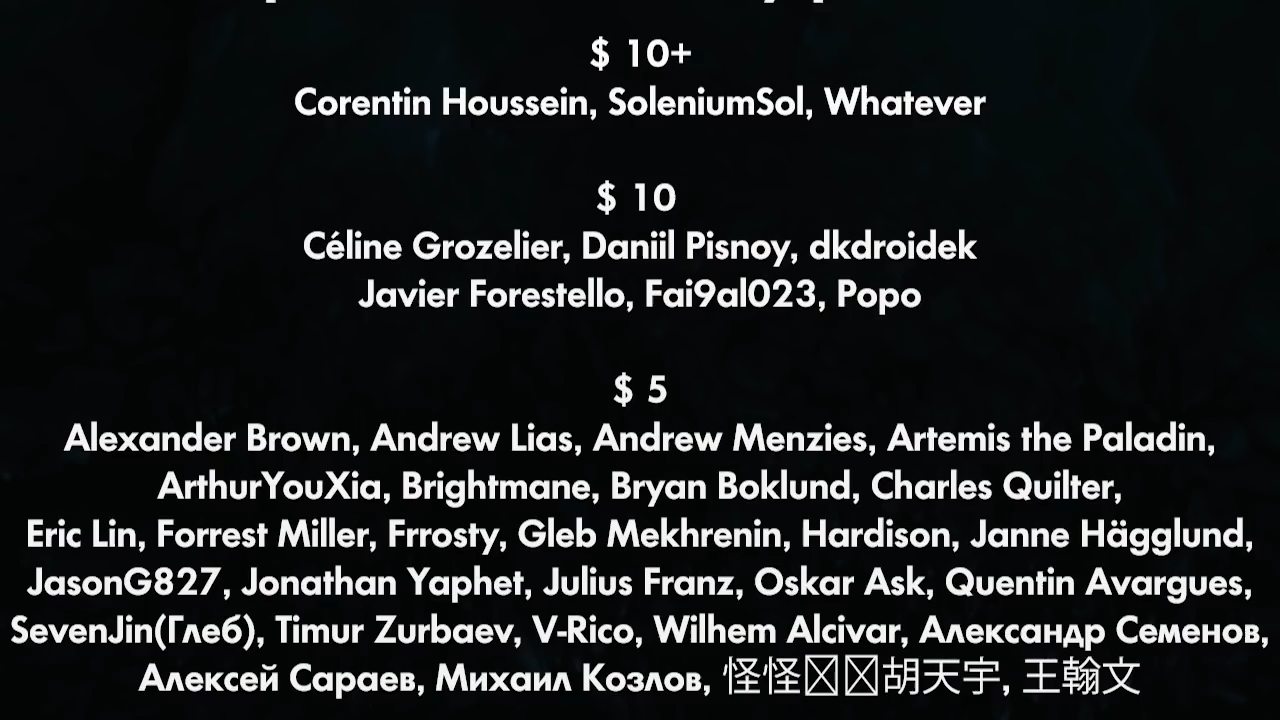 $ 10+
Corentin Houssein, SoleniumSol, Whatever
$ 10
Céline Grozelier, Daniil Pisnoy, dkdroidek
Javier Forestello, Fai9al023, Popo
$ 5
Alexander Brown, Andrew Lias, Andrew Menzies, Artemis the Paladin,
ArthurYouXia, Brightmane, Bryan Boklund, Charles Quilter,
Eric Lin, Forrest Miller, Frrosty, Gleb Mekhrenin, Hardison, Janne Hägglund,
JasonG827, Jonathan Yaphet, Julius Franz, Oskar Ask, Quentin Avargues,
SevenJin(Глеб), Timur Zurbaev, V-Rico, Wilhem Alcivar, Александр Семенов,
Алексей Сараев, Михаил Козлов, 怪怪胡天宇, 王翰文